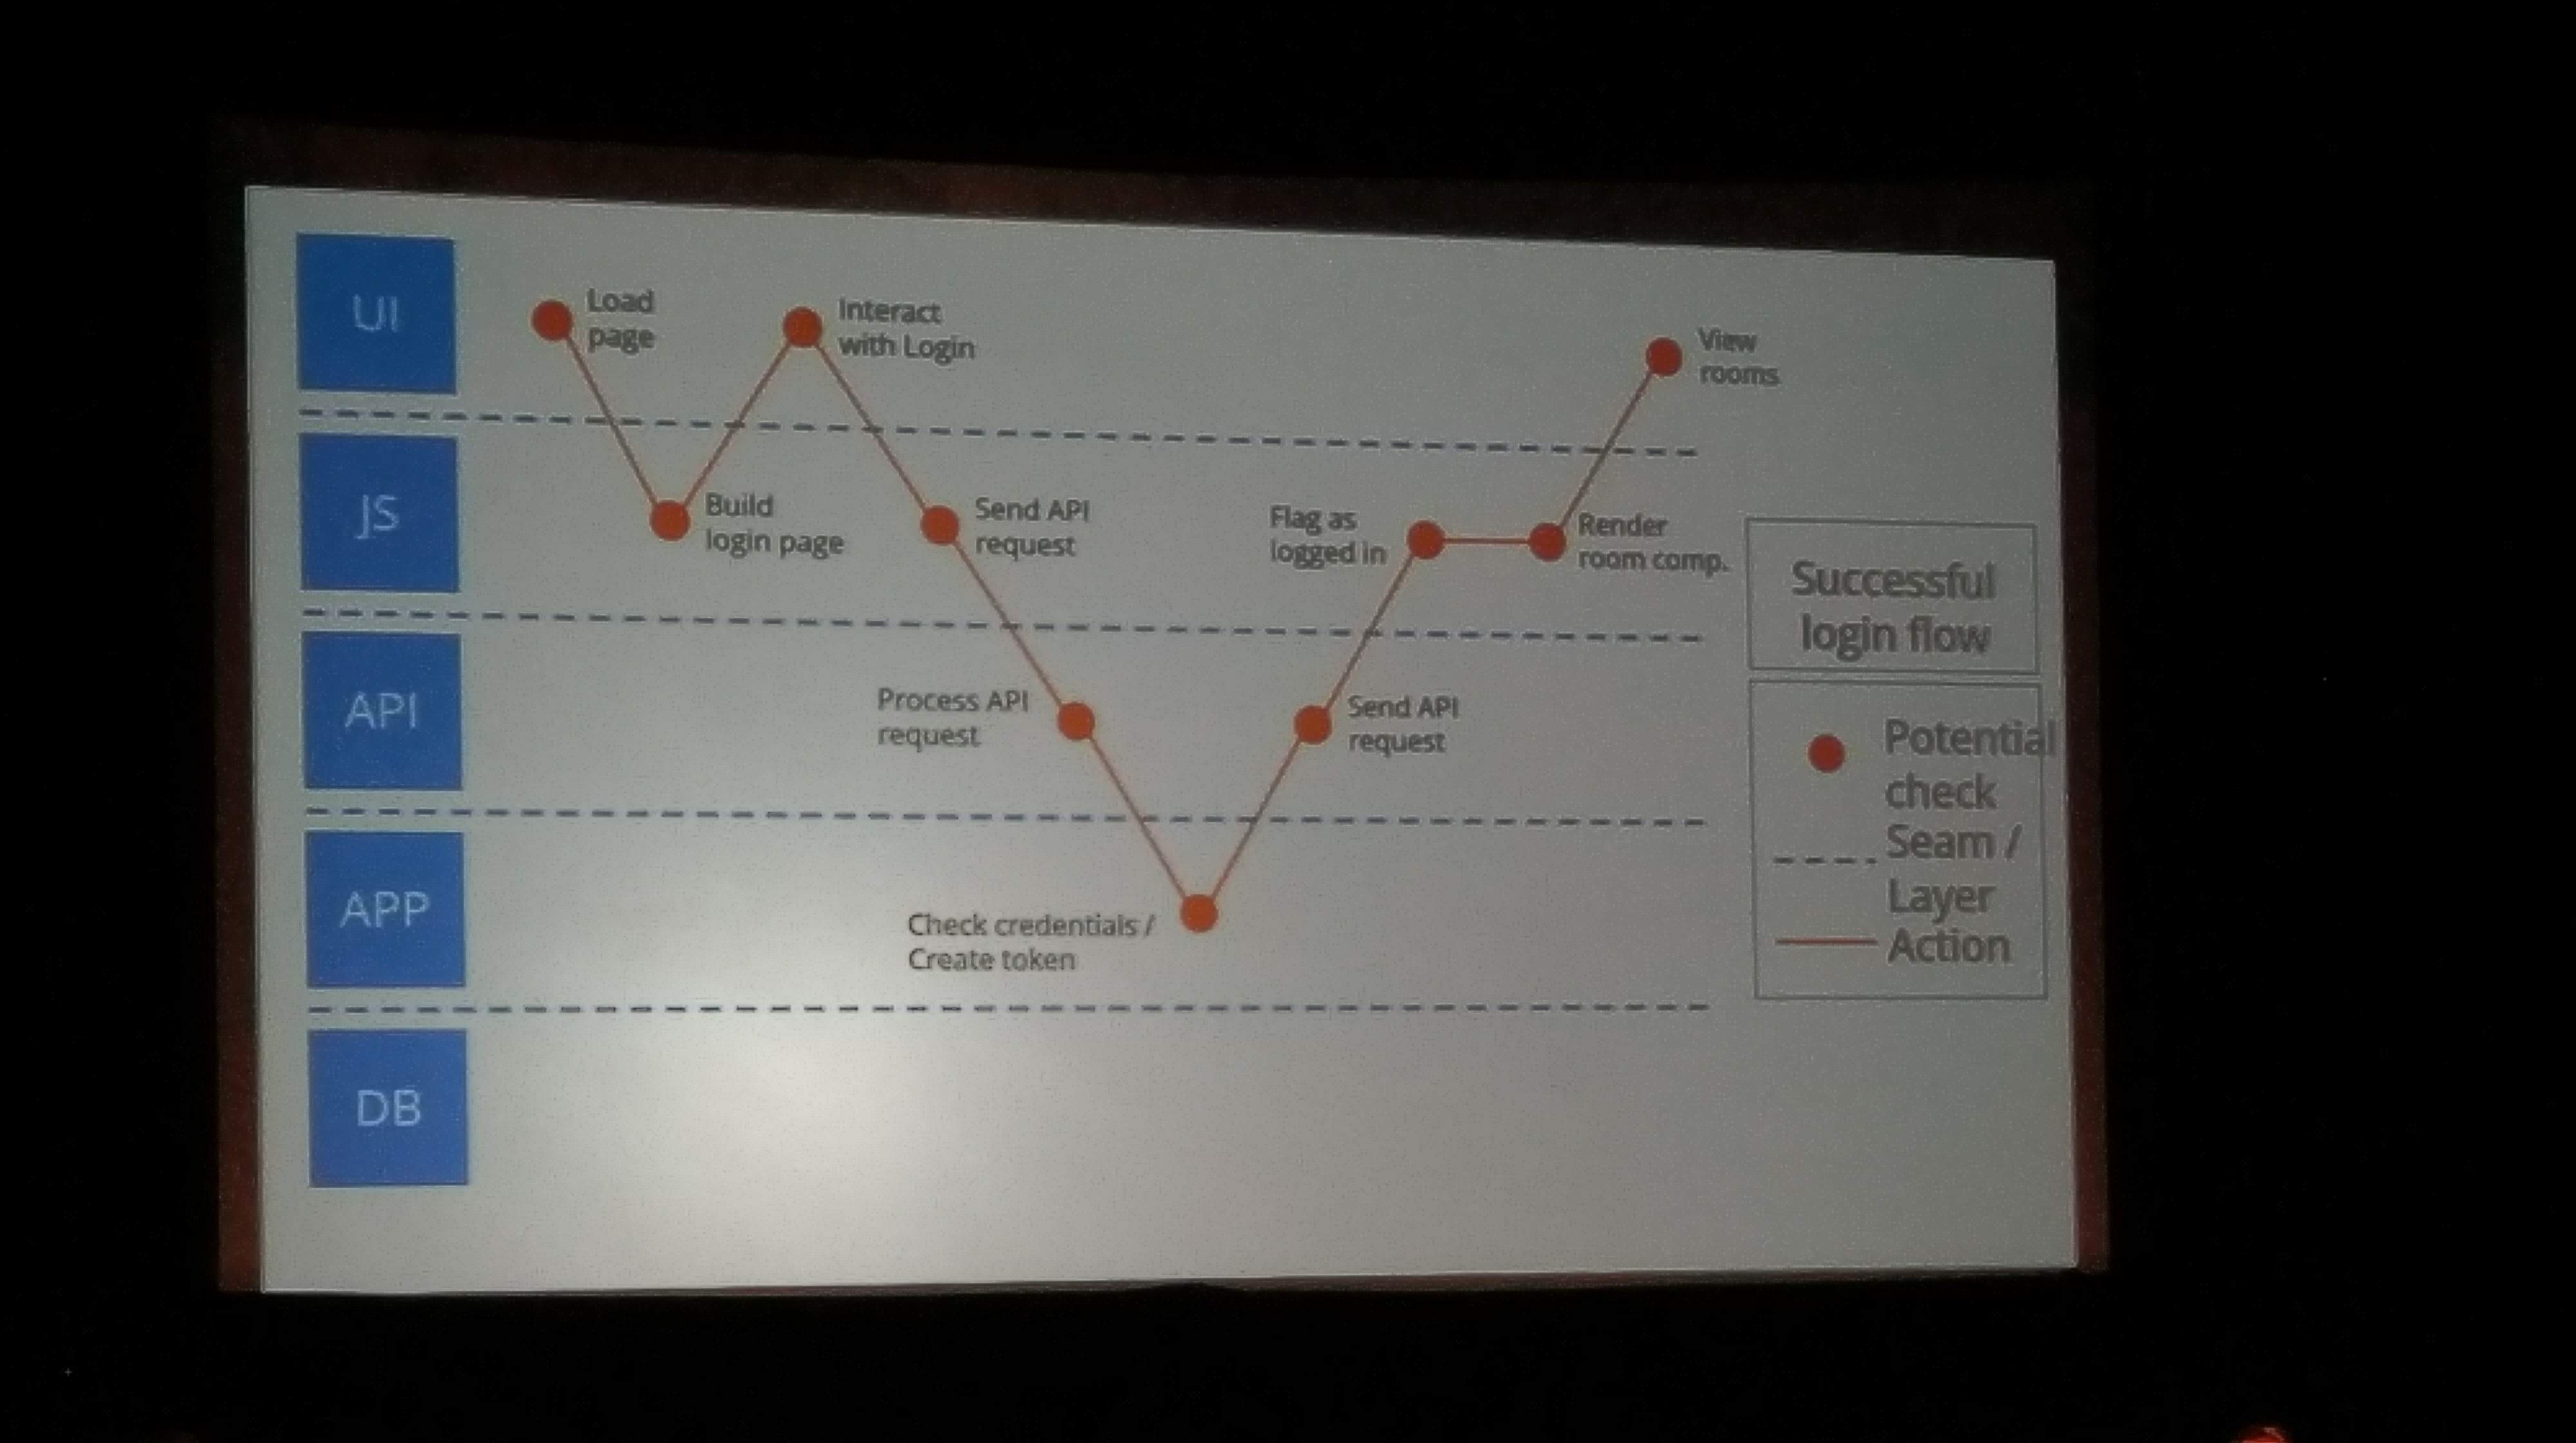 UI
Load
page
Interact
with Login
View
rooms
JS
Build
login page
Send API
request
Flag as
logged in
Render
room comp.
Successful
login flow
API
Process API
request
Send API
request
Potential
check
Seam /
Layer
Action
APP
Check credentials /
Create token
DB